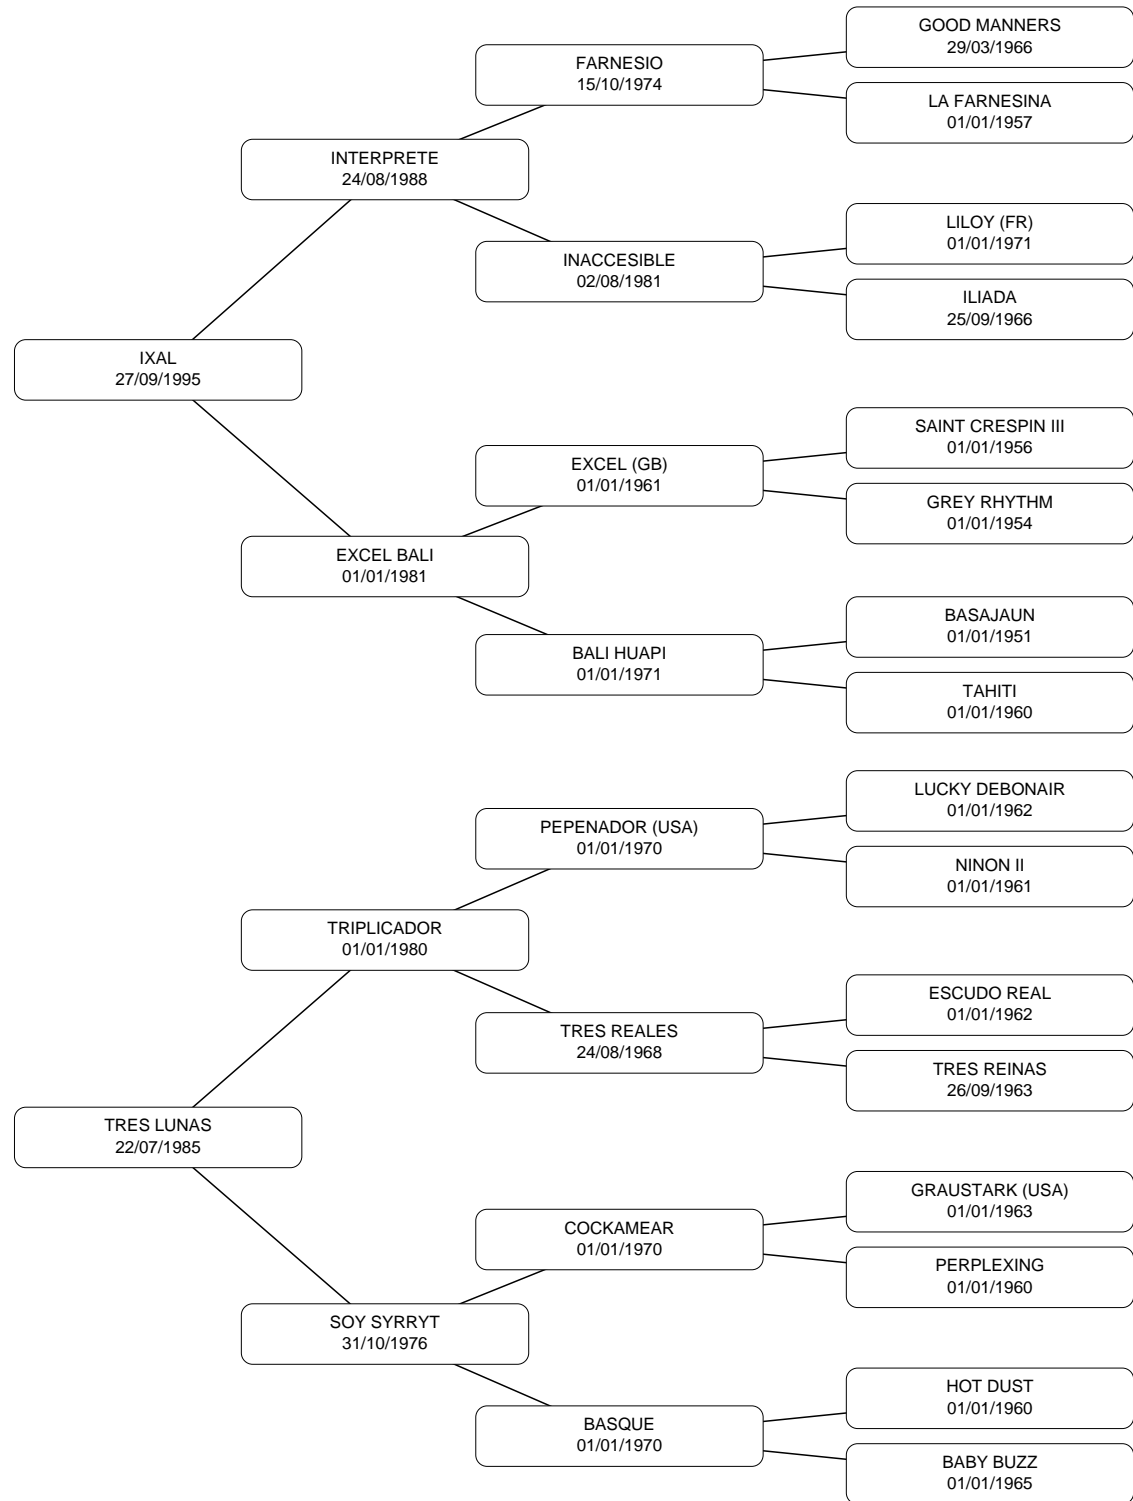 GOOD MANNERS
29/03/1966
FARNESIO
15/10/1974
LA FARNESINA
01/01/1957
INTERPRETE
24/08/1988
LILOY (FR)
01/01/1971
INACCESIBLE
02/08/1981
ILIADA
25/09/1966
IXAL
27/09/1995
SAINT CRESPIN III
01/01/1956
EXCEL (GB)
01/01/1961
GREY RHYTHM
01/01/1954
EXCEL BALI
01/01/1981
BASAJAUN
01/01/1951
BALI HUAPI
01/01/1971
TAHITI
01/01/1960
LUCKY DEBONAIR
01/01/1962
PEPENADOR (USA)
01/01/1970
NINON II
01/01/1961
TRIPLICADOR
01/01/1980
ESCUDO REAL
01/01/1962
TRES REALES
24/08/1968
TRES REINAS
26/09/1963
TRES LUNAS
22/07/1985
GRAUSTARK (USA)
01/01/1963
COCKAMEAR
01/01/1970
PERPLEXING
01/01/1960
SOY SYRRYT
31/10/1976
HOT DUST
01/01/1960
BASQUE
01/01/1970
BABY BUZZ
01/01/1965